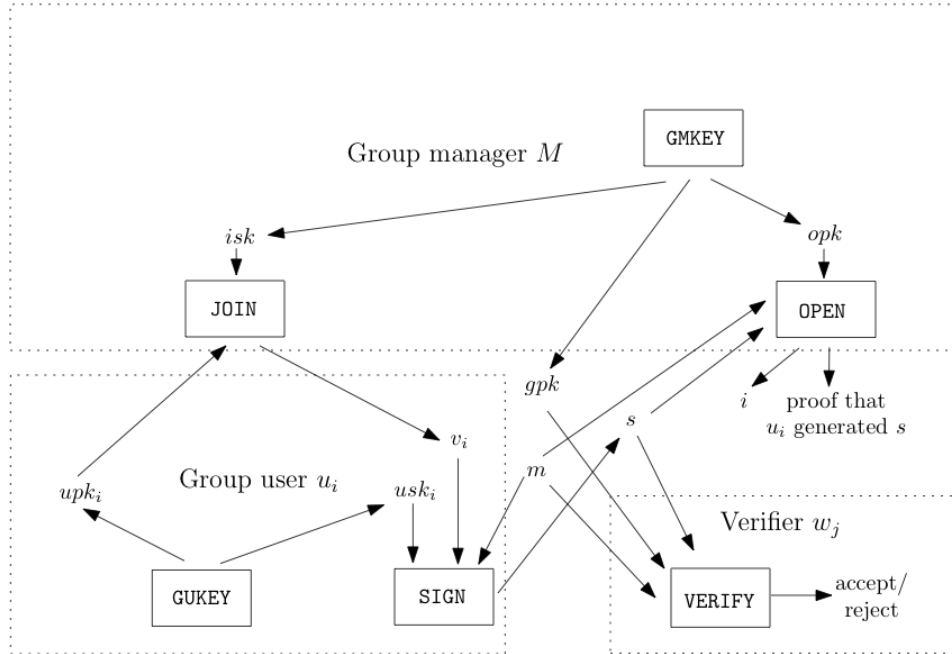 GMKEY
Group manager M
isk
opk
JOIN
OPEN
gpk
i
proof that
u_i generated s
s
v_i
m
Group user u_i
usk_i
upk_i
Verifier w_j
GUKEY
SIGN
VERIFY
accept/
reject